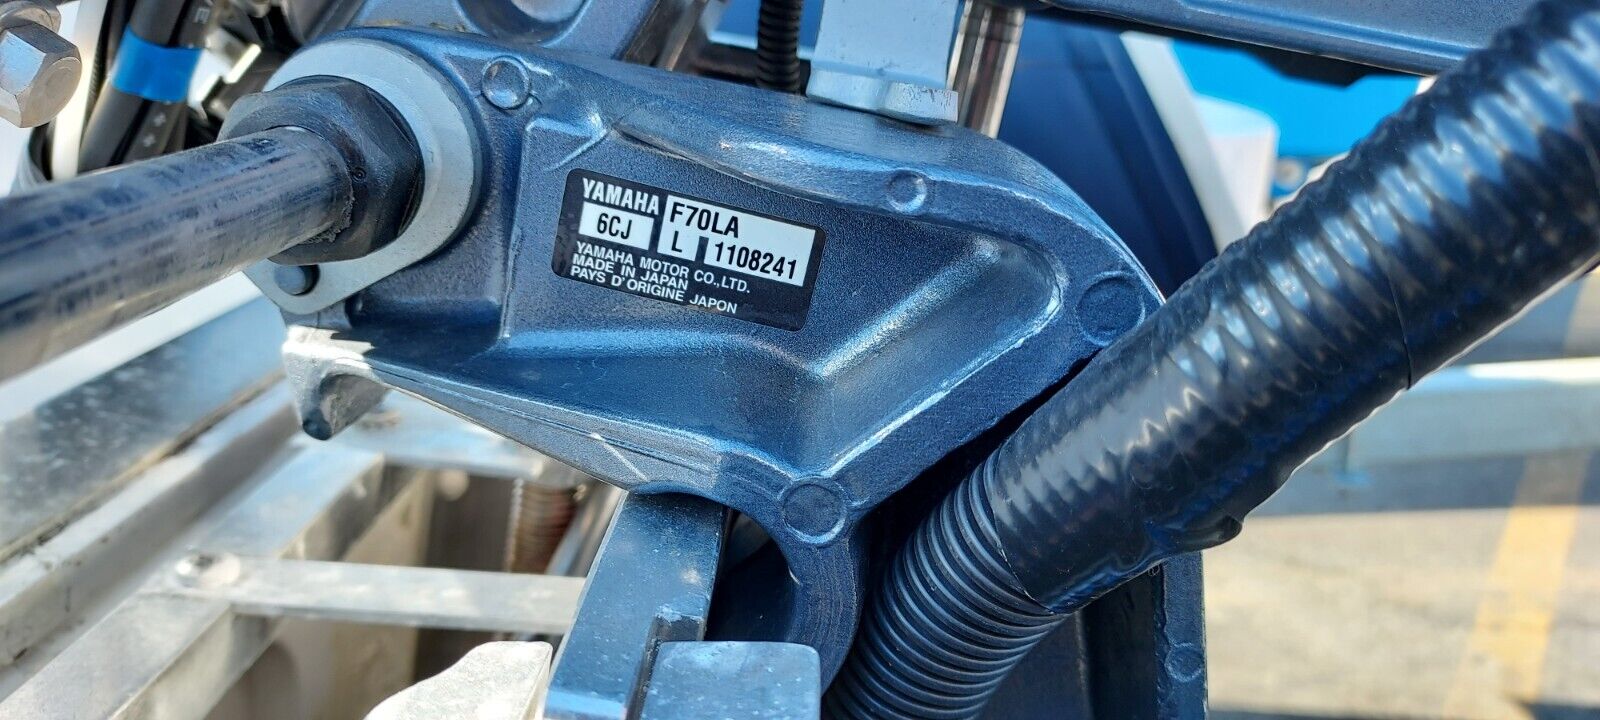 YAMAHA F70LA
6CJ L 1108241
YAMAHA MOTOR CO.,LTD.
MADE IN JAPAN
PAYS D'ORIGINE JAPON